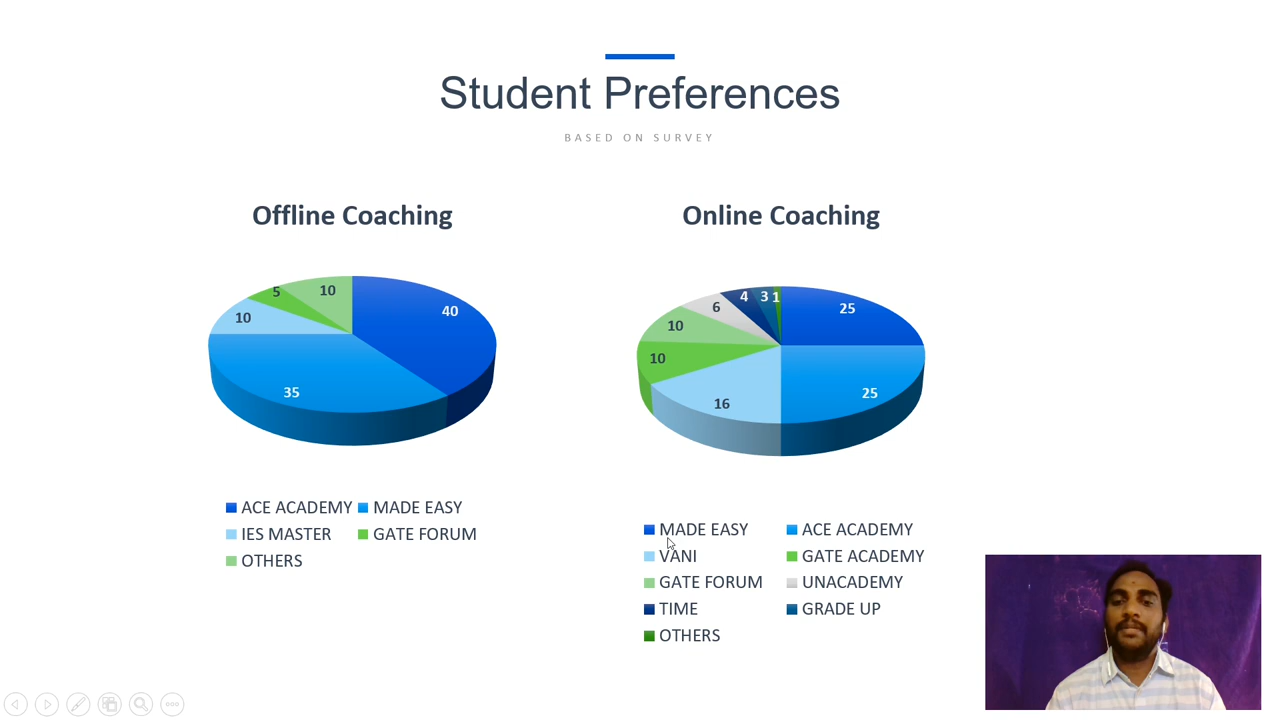 Student Preferences
BASED ON SURVEY
Offline Coaching
10
5
10
40
35
ACE ACADEMY MADE EASY
IES MASTER GATE FORUM
OTHERS
Online Coaching
4 3 1
6
25
10
10
25
16
MADE EASY ACE ACADEMY
VANI GATE ACADEMY
GATE FORUM UNACADEMY
TIME GRADE UP
OTHERS